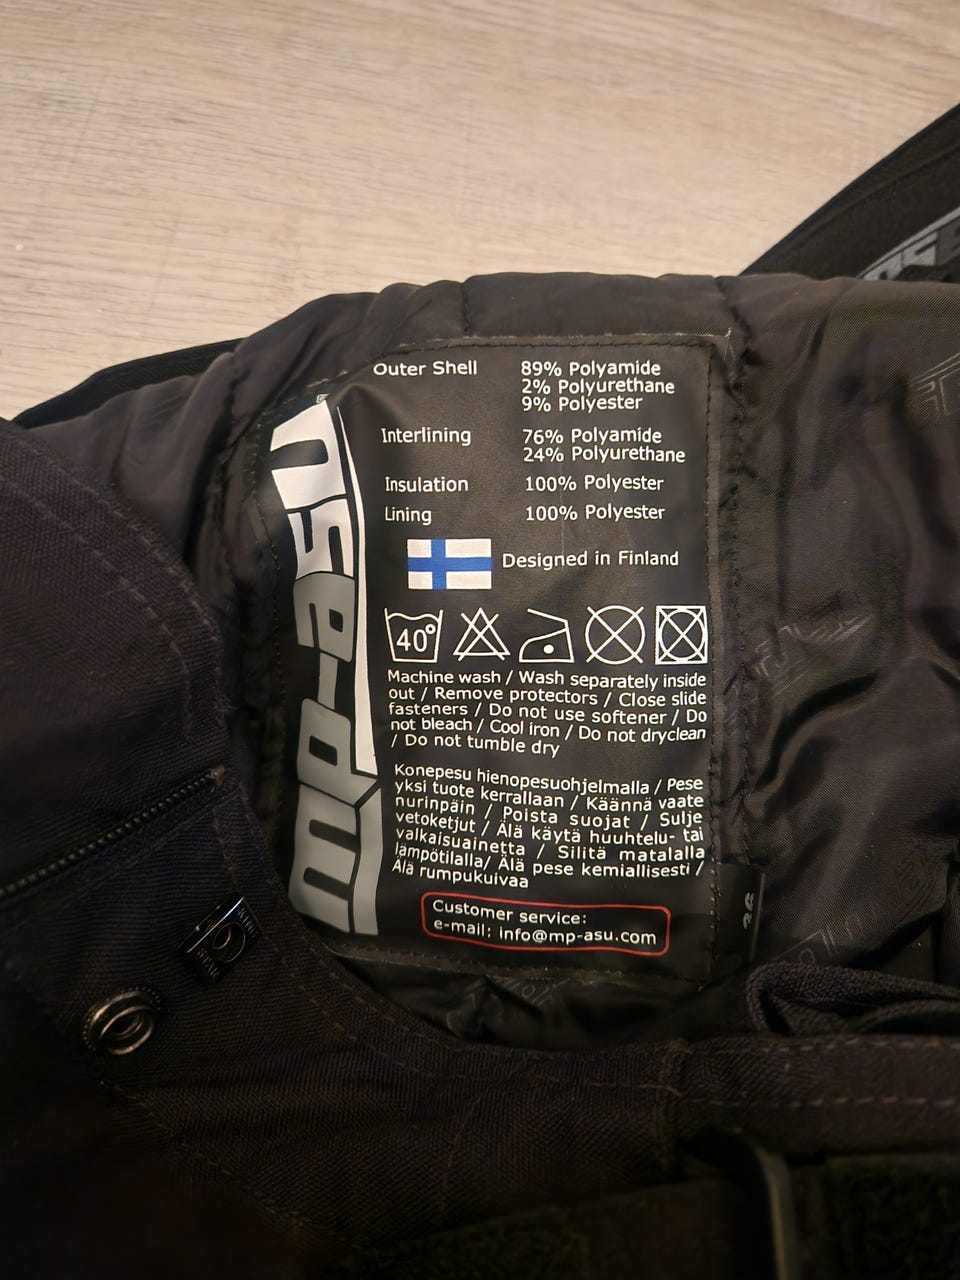 Outer Shell 89% Polyamide
2% Polyurethane
9% Polyester
Interlining 76% Polyamide
24% Polyurethane
Insulation 100% Polyester
Lining 100% Polyester
Designed in Finland
40°
Machine wash / Wash separately inside
out / Remove protectors / Close slide
fasteners / Do not use softener / Do
not bleach / Cool iron / Do not dryclean
/ Do not tumble dry
Konepesu hienopesuohjelmalla / Pese
yksi tuote kerrallaan / Käännä vaate
nurinpäin / Poista suojat / Sulje
vetoketjut / Älä käytä huuhtelu- tai
valkaisuainetta / Silitä matalalla
lämpötilalla/ Älä pese kemiallisesti /
Älä rumpukuivaa
Customer service:
e-mail: info@mp-asu.com
mp-asu